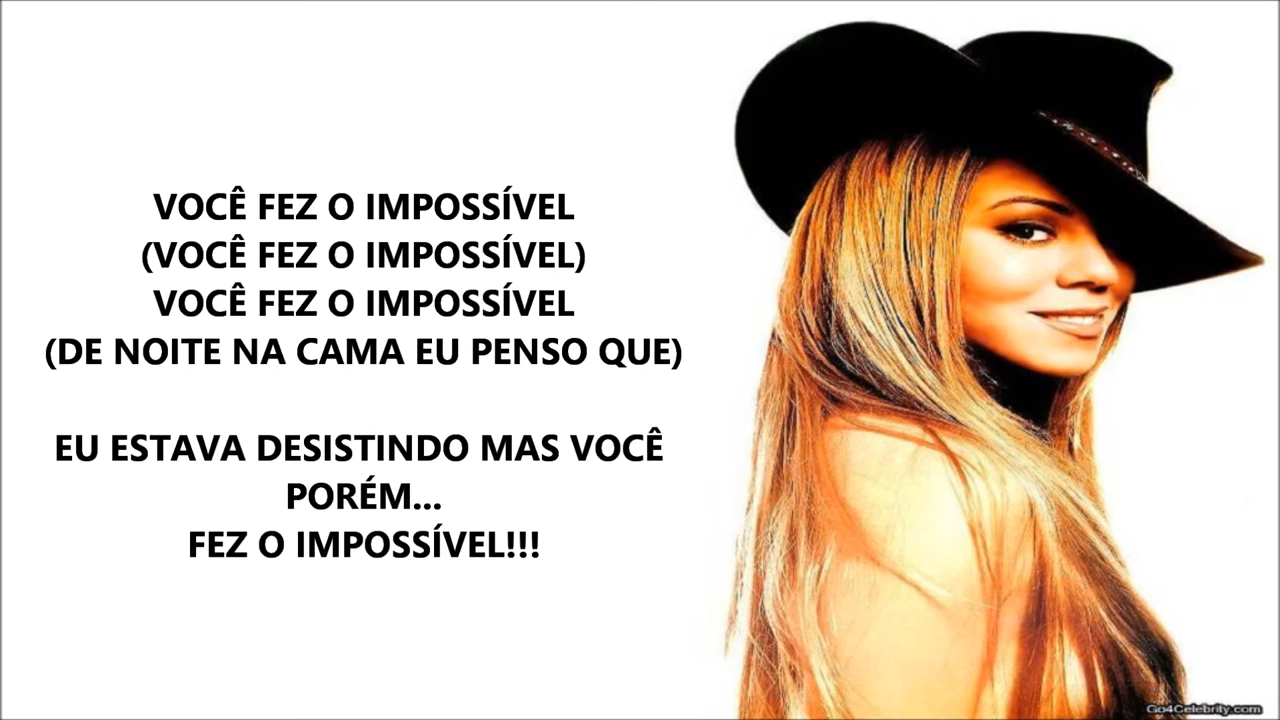 VOCÊ FEZ O IMPOSSÍVEL
(VOCÊ FEZ O IMPOSSÍVEL)
VOCÊ FEZ O IMPOSSÍVEL
(DE NOITE NA CAMA EU PENSO QUE)
EU ESTAVA DESISTINDO MAS VOCÊ
PORÉM...
FEZ O IMPOSSÍVEL!!!
Go4Celebrity.com